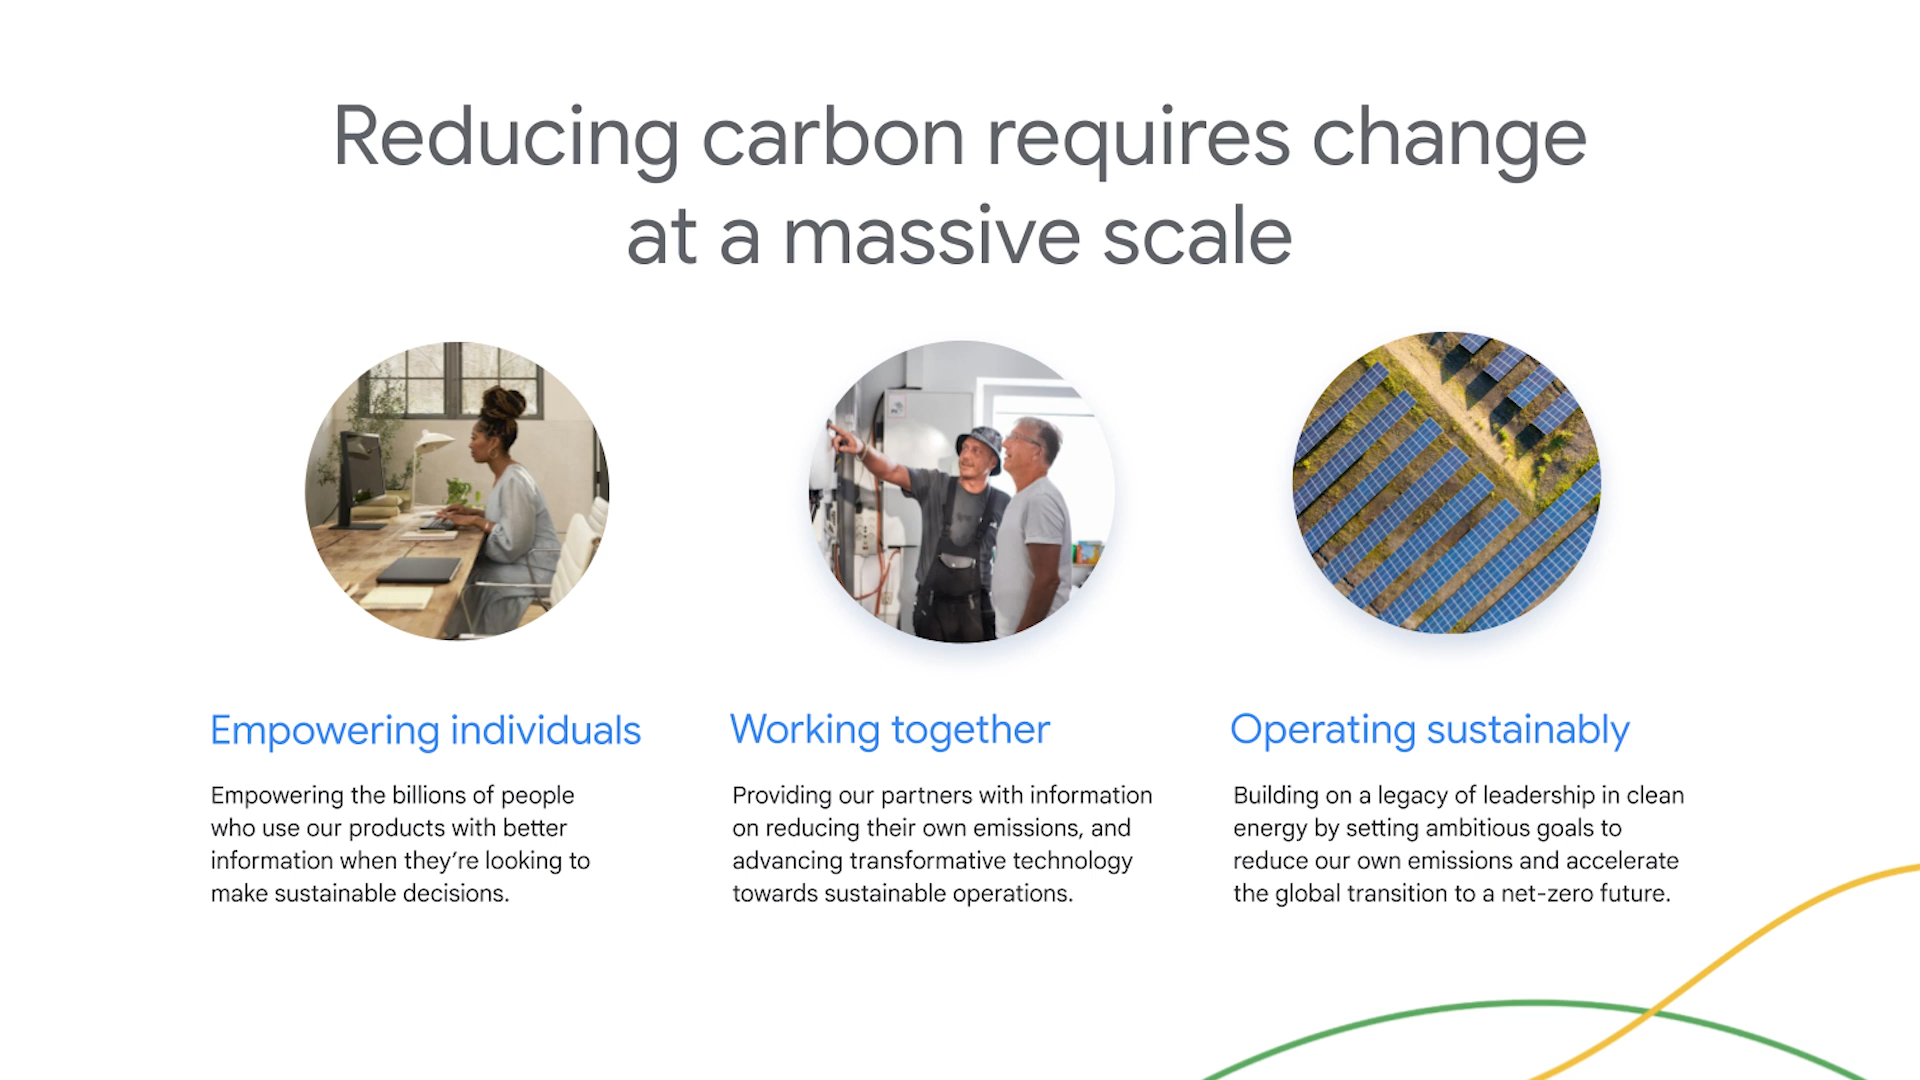 Reducing carbon requires change
at a massive scale
Empowering individuals
Empowering the billions of people
who use our products with better
information when they’re looking to
make sustainable decisions.
Working together
Providing our partners with information
on reducing their own emissions, and
advancing transformative technology
towards sustainable operations.
Operating sustainably
Building on a legacy of leadership in clean
energy by setting ambitious goals to
reduce our own emissions and accelerate
the global transition to a net-zero future.